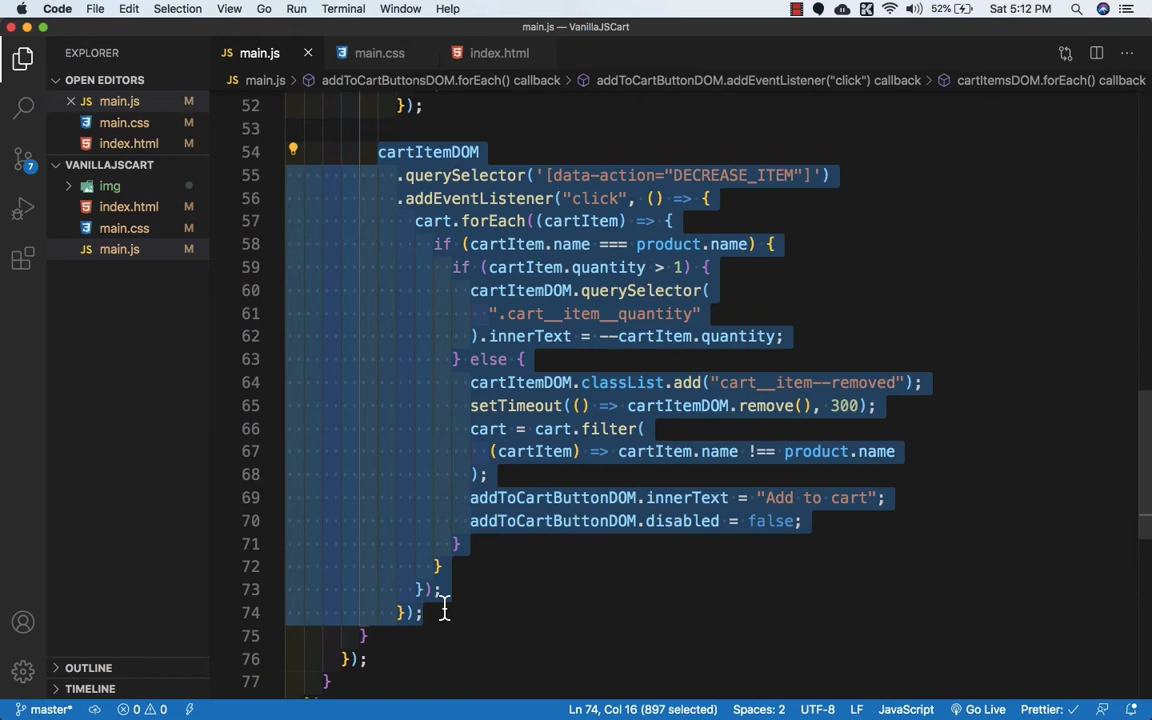 Code File Edit Selection View Go Run Terminal Window Help 52% Sat 5:12 PM
main.js — VanillaJSCart
EXPLORER
JS main.js
main.css
index.html
JS main.js > addToCartButtonsDOM.forEach() callback > addToCartButtonDOM.addEventListener("click") callback > cartItemsDOM.forEach() callback
OPEN EDITORS
JS main.js M
main.css M
index.html M
VANILLAJSCART
img
index.html M
main.css M
JS main.js M
7
52 });
53
54 cartItemDOM
55 .querySelector('[data-action="DECREASE_ITEM"]')
56 .addEventListener("click", () => {
57 cart.forEach((cartItem) => {
58 if (cartItem.name === product.name) {
59 if (cartItem.quantity > 1) {
60 cartItemDOM.querySelector(
61 ".cart__item__quantity"
62 ).innerText = --cartItem.quantity;
63 } else {
64 cartItemDOM.classList.add("cart__item--removed");
65 setTimeout(() => cartItemDOM.remove(), 300);
66 cart = cart.filter(
67 (cartItem) => cartItem.name !== product.name
68 );
69 addToCartButtonDOM.innerText = "Add to cart";
70 addToCartButtonDOM.disabled = false;
71 }
72 }
73 });
74 });
75 }
76 });
77 }
OUTLINE
TIMELINE
master* 0 0 Ln 74, Col 16 (897 selected) Spaces: 2 UTF-8 LF JavaScript Go Live Prettier: ✓